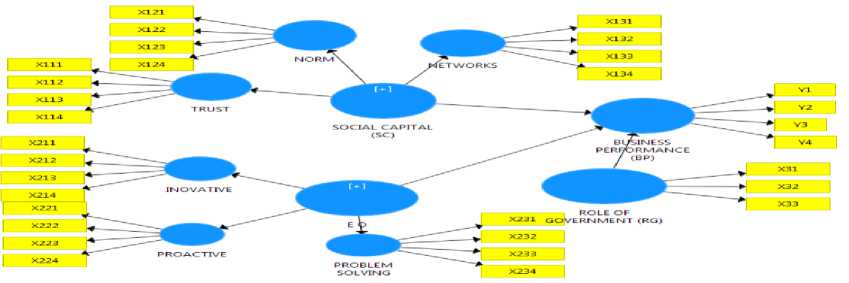 X121
X122
X123
X124
NORM
X111
X112
X113
X114
TRUST
NETWORKS
X131
X132
X133
X134
[+]
SOCIAL CAPITAL
(SC)
BUSINESS
PERFORMANCE
(BP)
Y1
Y2
Y3
Y4
X211
X212
X213
X214
INOVATIVE
X221
X222
X223
X224
PROACTIVE
[+]
E O
PROBLEM
SOLVING
X231
X232
X233
X234
ROLE OF
GOVERNMENT (RG)
X31
X32
X33